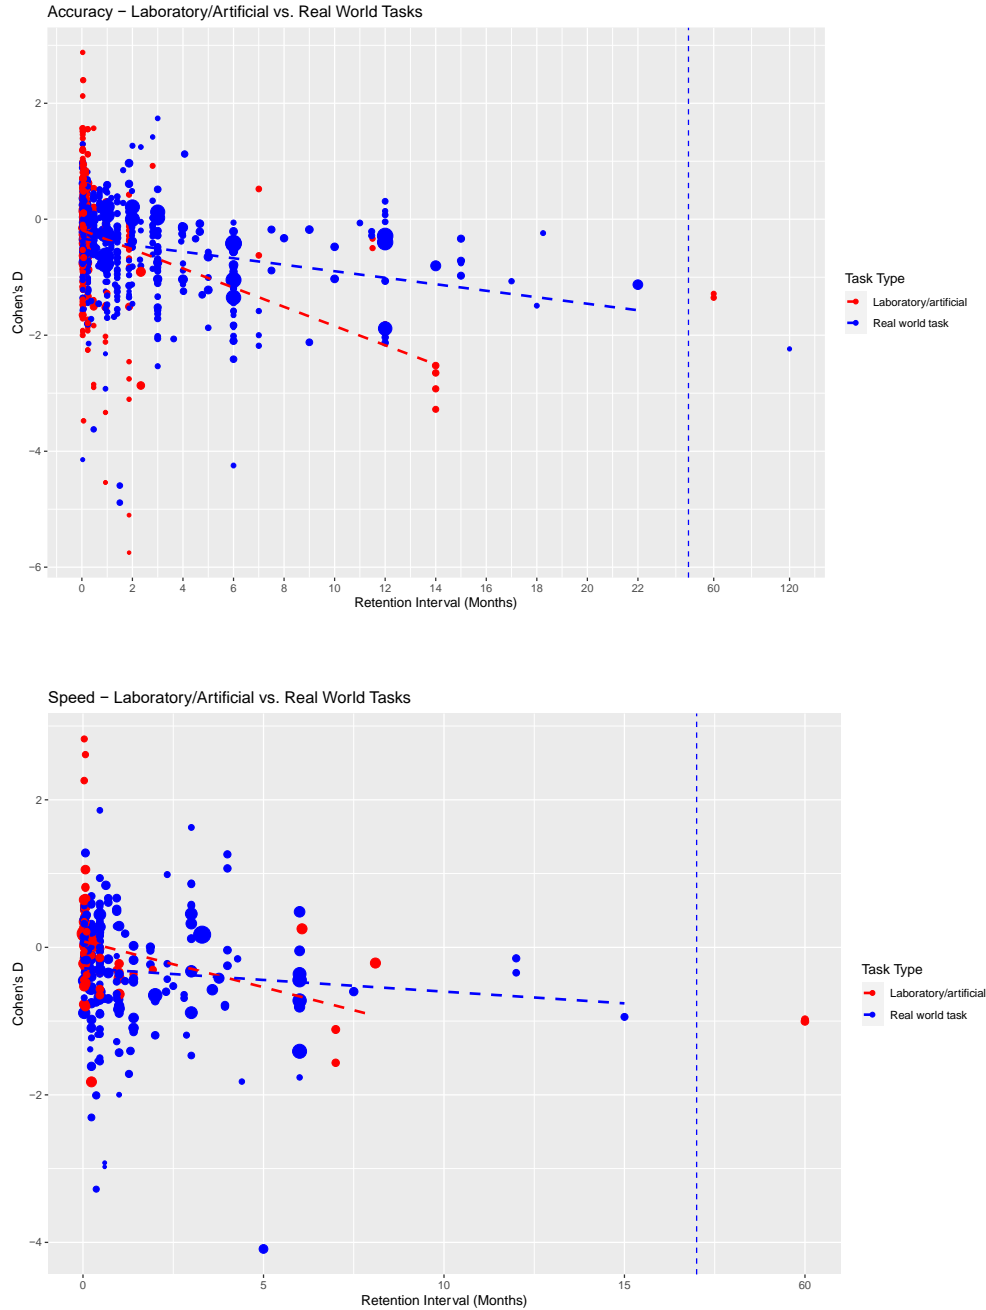 Accuracy − Laboratory/Artificial vs. Real World Tasks
2
0
−2
−4
−6
Cohen's D
0 2 4 6 8 10 12 14 16 18 20 22 60 120
Retention Interval (Months)
Task Type
Laboratory/artificial
Real world task
Speed − Laboratory/Artificial vs. Real World Tasks
2
0
−2
−4
Cohen's D
0 5 10 15 60
Retention Interval (Months)
Task Type
Laboratory/artificial
Real world task